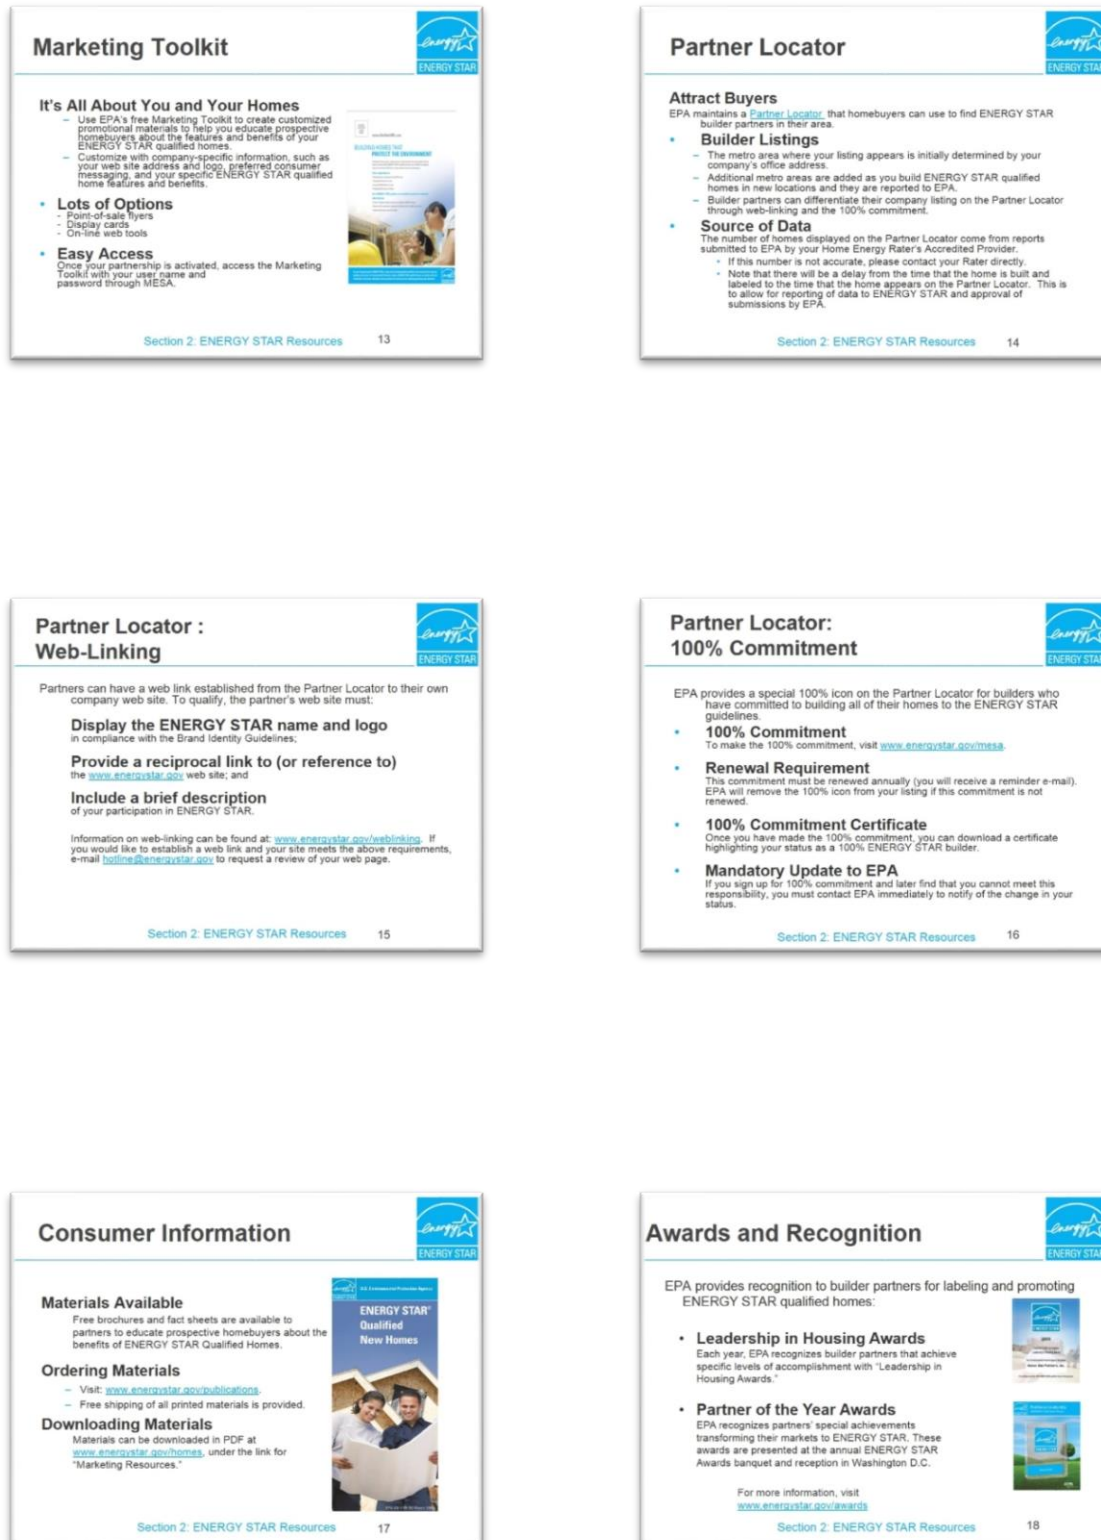 Marketing Toolkit
energy
ENERGY STAR
It's All About You and Your Homes
– Use EPA's free Marketing Toolkit to create customized
promotional materials to help you educate prospective
homebuyers about the features and benefits of your
ENERGY STAR qualified homes.
– Customize with company-specific information, such as
your web site address and logo, preferred consumer
messaging, and your specific ENERGY STAR qualified
home features and benefits.
• Lots of Options
- Point-of-sale flyers
- Display cards
- On-line web tools
• Easy Access
Once your partnership is activated, access the Marketing
Toolkit with your user name and
password through MESA.
BUILDING HOMES THAT
PROTECT THE ENVIRONMENT
Section 2: ENERGY STAR Resources 13
Partner Locator
energy
ENERGY STAR
Attract Buyers
EPA maintains a Partner Locator that homebuyers can use to find ENERGY STAR
builder partners in their area.
• Builder Listings
– The metro area where your listing appears is initially determined by your
company's office address.
– Additional metro areas are added as you build ENERGY STAR qualified
homes in new locations and they are reported to EPA.
– Builder partners can differentiate their company listing on the Partner Locator
through web-linking and the 100% commitment.
• Source of Data
The number of homes displayed on the Partner Locator come from reports
submitted to EPA by your Home Energy Rater's Accredited Provider.
• If this number is not accurate, please contact your Rater directly.
• Note that there will be a delay from the time that the home is built and
labeled to the time that the home appears on the Partner Locator. This is
to allow for reporting of data to ENERGY STAR and approval of
submissions by EPA.
Section 2: ENERGY STAR Resources 14
Partner Locator :
Web-Linking
energy
ENERGY STAR
Partners can have a web link established from the Partner Locator to their own
company web site. To qualify, the partner's web site must:
Display the ENERGY STAR name and logo
in compliance with the Brand Identity Guidelines;
Provide a reciprocal link to (or reference to)
the www.energystar.gov web site; and
Include a brief description
of your participation in ENERGY STAR.
Information on web-linking can be found at: www.energystar.gov/weblinking. If
you would like to establish a web link and your site meets the above requirements,
e-mail hotline@energystar.gov to request a review of your web page.
Section 2: ENERGY STAR Resources 15
Partner Locator:
100% Commitment
energy
ENERGY STAR
EPA provides a special 100% icon on the Partner Locator for builders who
have committed to building all of their homes to the ENERGY STAR
guidelines.
• 100% Commitment
To make the 100% commitment, visit www.energystar.gov/mesa.
• Renewal Requirement
This commitment must be renewed annually (you will receive a reminder e-mail).
EPA will remove the 100% icon from your listing if this commitment is not
renewed.
• 100% Commitment Certificate
Once you have made the 100% commitment, you can download a certificate
highlighting your status as a 100% ENERGY STAR builder.
• Mandatory Update to EPA
If you sign up for 100% commitment and later find that you cannot meet this
responsibility, you must contact EPA immediately to notify of the change in your
status.
Section 2: ENERGY STAR Resources 16
Consumer Information
energy
ENERGY STAR
Materials Available
Free brochures and fact sheets are available to
partners to educate prospective homebuyers about the
benefits of ENERGY STAR Qualified Homes.
Ordering Materials
– Visit: www.energystar.gov/publications.
– Free shipping of all printed materials is provided.
Downloading Materials
Materials can be downloaded in PDF at
www.energystar.gov/homes, under the link for
"Marketing Resources."
U.S. Environmental Protection Agency
ENERGY STAR®
Qualified
New Homes
Section 2: ENERGY STAR Resources 17
Awards and Recognition
energy
ENERGY STAR
EPA provides recognition to builder partners for labeling and promoting
ENERGY STAR qualified homes:
• Leadership in Housing Awards
Each year, EPA recognizes builder partners that achieve
specific levels of accomplishment with "Leadership in
Housing Awards."
• Partner of the Year Awards
EPA recognizes partners' special achievements
transforming their markets to ENERGY STAR. These
awards are presented at the annual ENERGY STAR
Awards banquet and reception in Washington D.C.
For more information, visit
www.energystar.gov/awards
Section 2: ENERGY STAR Resources 18